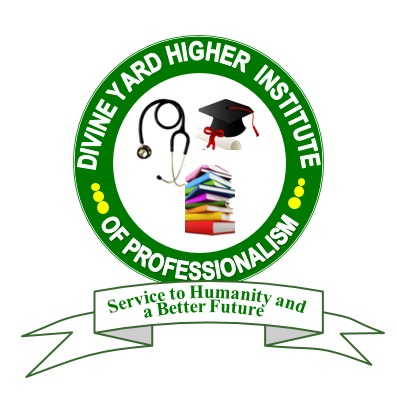 DIVINE YARD HIGHER INSTITUTE
OF PROFESSIONALISM
Service to Humanity and
a Better Future